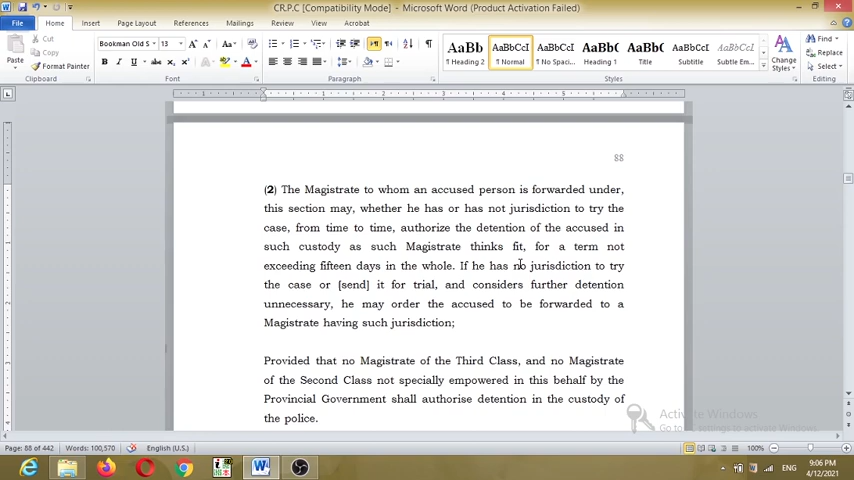 CR.P.C [Compatibility Mode] - Microsoft Word (Product Activation Failed)
File Home Insert Page Layout References Mailings Review View Acrobat
Cut
Copy
Format Painter
Paste
Clipboard
Bookman Old S 13
Font
Paragraph
AaBb AaBbCcI AaBbCcI AaBbC AaBbC AaBbCcI AaBbCcI
¶ Heading 2 ¶ Normal ¶ No Spaci... Heading 1 Title Subtitle Subtle Em...
Styles
Change
Styles
Find
Replace
Select
Editing
88
(2) The Magistrate to whom an accused person is forwarded under,
this section may, whether he has or has not jurisdiction to try the
case, from time to time, authorize the detention of the accused in
such custody as such Magistrate thinks fit, for a term not
exceeding fifteen days in the whole. If he has no jurisdiction to try
the case or [send] it for trial, and considers further detention
unnecessary, he may order the accused to be forwarded to a
Magistrate having such jurisdiction;
Provided that no Magistrate of the Third Class, and no Magistrate
of the Second Class not specially empowered in this behalf by the
Provincial Government shall authorise detention in the custody of
the police.
Activate Windows
Go to PC settings to activate Windows.
Page: 88 of 442 Words: 100,570 English (U.S.) 100%
ENG
9:06 PM
4/12/2021